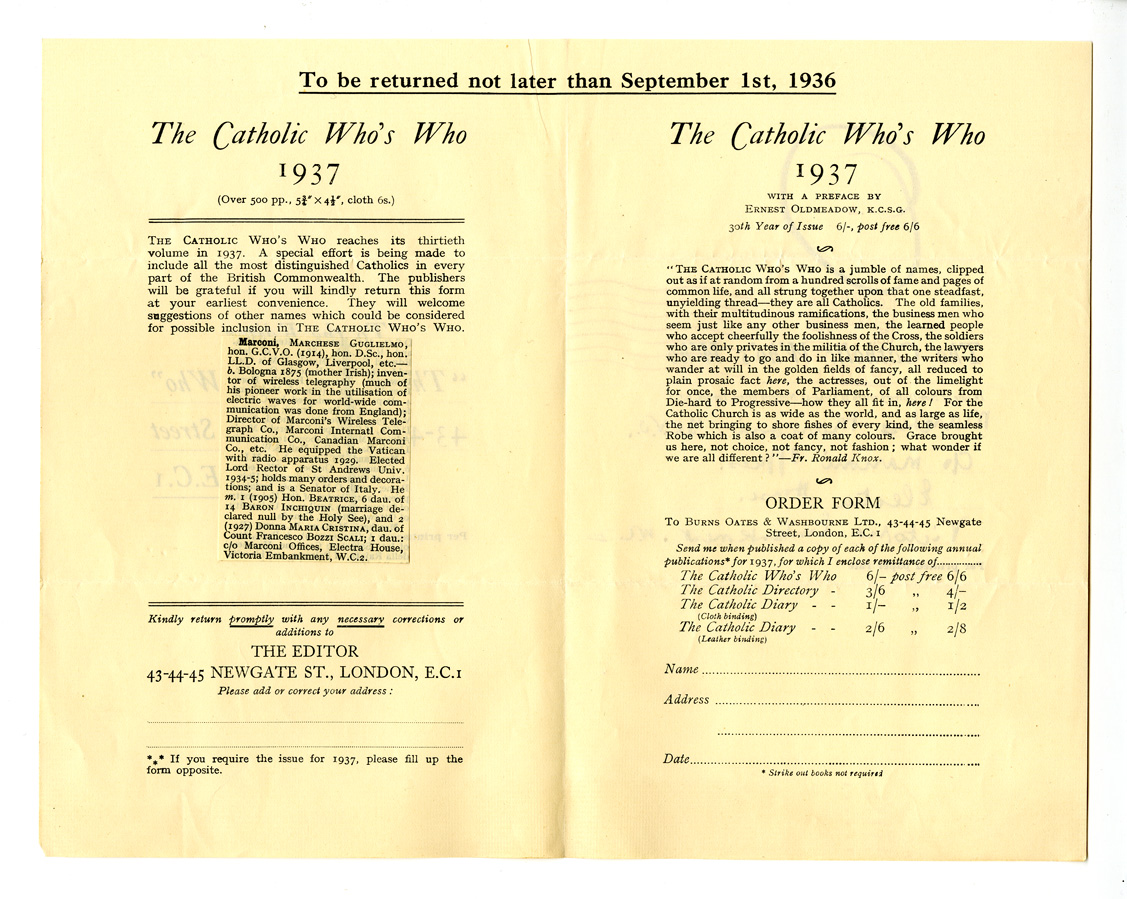 To be returned not later than September 1st, 1936
The Catholic Who's Who
1937
(Over 500 pp., 5¾″ × 4½″, cloth 6s.)
THE CATHOLIC WHO'S WHO reaches its thirtieth
volume in 1937. A special effort is being made to
include all the most distinguished Catholics in every
part of the British Commonwealth. The publishers
will be grateful if you will kindly return this form
at your earliest convenience. They will welcome
suggestions of other names which could be considered
for possible inclusion in THE CATHOLIC WHO'S WHO.
Marconi, MARCHESE GUGLIELMO,
hon. G.C.V.O. (1914), hon. D.Sc., hon.
LL.D. of Glasgow, Liverpool, etc.—
b. Bologna 1875 (mother Irish); inven-
tor of wireless telegraphy (much of
his pioneer work in the utilisation of
electric waves for world-wide com-
munication was done from England);
Director of Marconi's Wireless Tele-
graph Co., Marconi Internatl Com-
munication Co., Canadian Marconi
Co., etc. He equipped the Vatican
with radio apparatus 1929. Elected
Lord Rector of St Andrews Univ.
1934-5; holds many orders and decora-
tions; and is a Senator of Italy. He
m. 1 (1905) Hon. BEATRICE, 6 dau. of
14 BARON INCHIQUIN (marriage de-
clared null by the Holy See), and 2
(1927) Donna MARIA CRISTINA, dau. of
Count Francesco BOZZI SCALI; 1 dau.:
c/o Marconi Offices, Electra House,
Victoria Embankment, W.C.2.
Kindly return promptly with any necessary corrections or
additions to
THE EDITOR
43-44-45 NEWGATE ST., LONDON, E.C.1
Please add or correct your address :
*** If you require the issue for 1937, please fill up the
form opposite.
The Catholic Who's Who
1937
WITH A PREFACE BY
ERNEST OLDMEADOW, K.C.S.G.
30th Year of Issue 6/-, post free 6/6
"THE CATHOLIC WHO'S WHO is a jumble of names, clipped
out as if at random from a hundred scrolls of fame and pages of
common life, and all strung together upon that one steadfast,
unyielding thread—they are all Catholics. The old families,
with their multitudinous ramifications, the business men who
seem just like any other business men, the learned people
who accept cheerfully the foolishness of the Cross, the soldiers
who are only privates in the militia of the Church, the lawyers
who are ready to go and do in like manner, the writers who
wander at will in the golden fields of fancy, all reduced to
plain prosaic fact here, the actresses, out of the limelight
for once, the members of Parliament, of all colours from
Die-hard to Progressive—how they all fit in, here! For the
Catholic Church is as wide as the world, and as large as life,
the net bringing to shore fishes of every kind, the seamless
Robe which is also a coat of many colours. Grace brought
us here, not choice, not fancy, not fashion ; what wonder if
we are all different ?"—Fr. Ronald Knox.
ORDER FORM
To BURNS OATES & WASHBOURNE LTD., 43-44-45 Newgate
Street, London, E.C. 1
Send me when published a copy of each of the following annual
publications* for 1937, for which I enclose remittance of...............
The Catholic Who's Who 6/- post free 6/6
The Catholic Directory - 3/6 ,, 4/-
The Catholic Diary - - 1/- ,, 1/2
(Cloth binding)
The Catholic Diary - - 2/6 ,, 2/8
(Leather binding)
Name
Address
Date
* Strike out books not required